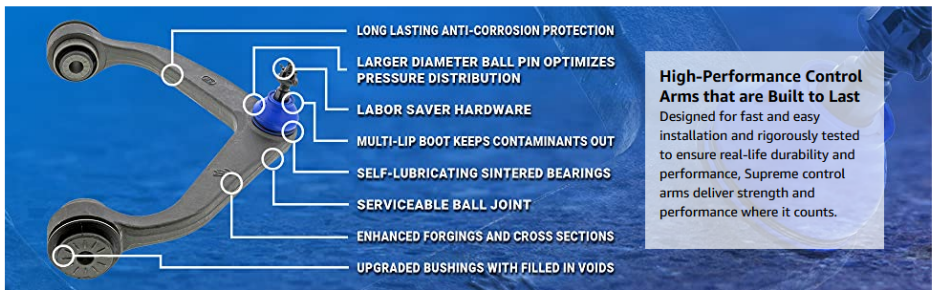 LONG LASTING ANTI-CORROSION PROTECTION
LARGER DIAMETER BALL PIN OPTIMIZES
PRESSURE DISTRIBUTION
LABOR SAVER HARDWARE
MULTI-LIP BOOT KEEPS CONTAMINANTS OUT
SELF-LUBRICATING SINTERED BEARINGS
SERVICEABLE BALL JOINT
ENHANCED FORGINGS AND CROSS SECTIONS
UPGRADED BUSHINGS WITH FILLED IN VOIDS
High-Performance Control
Arms that are Built to Last
Designed for fast and easy
installation and rigorously tested
to ensure real-life durability and
performance, Supreme control
arms deliver strength and
performance where it counts.